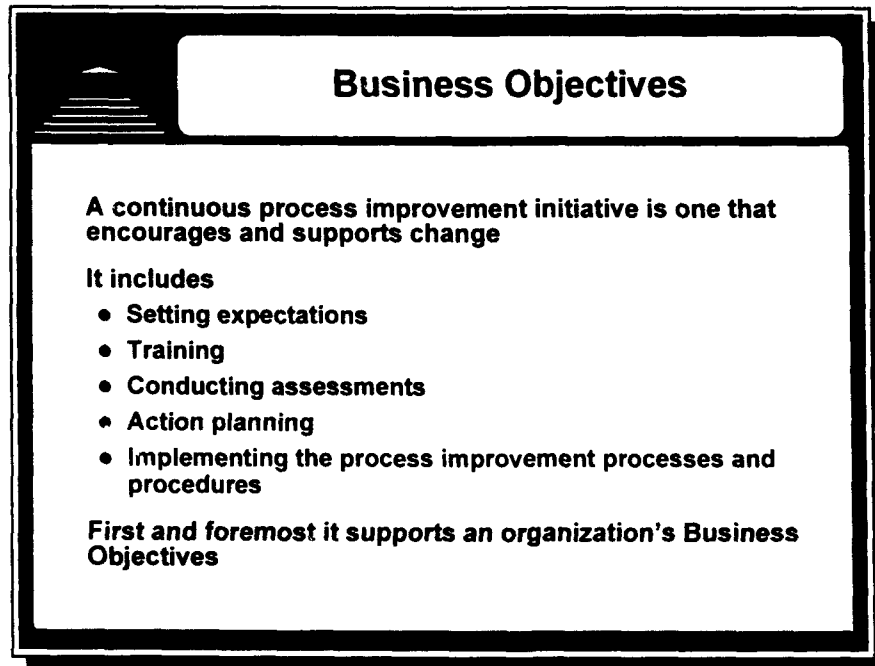 Business Objectives
A continuous process improvement initiative is one that
encourages and supports change
It includes
• Setting expectations
• Training
• Conducting assessments
• Action planning
• Implementing the process improvement processes and
procedures
First and foremost it supports an organization's Business
Objectives